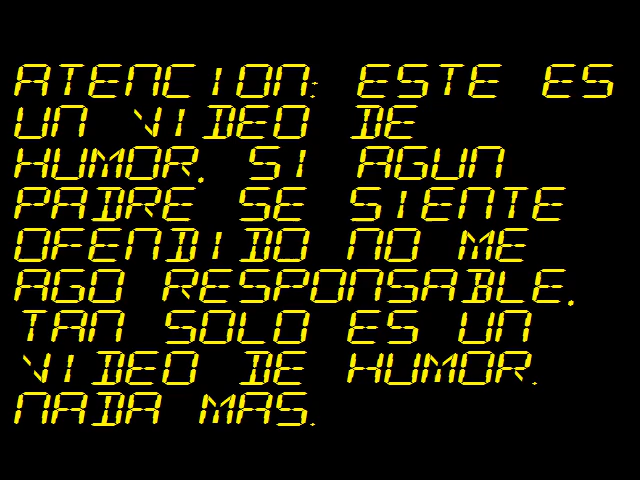 ATENCION: ESTE ES
UN VIDEO DE
HUMOR. SI AGUN
PADRE SE SIENTE
OFENDIDO NO ME
AGO RESPONSABLE.
TAN SOLO ES UN
VIDEO DE HUMOR.
NADA MAS.